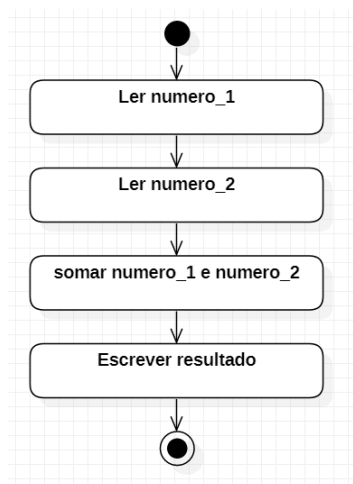 Ler numero_1
Ler numero_2
somar numero_1 e numero_2
Escrever resultado